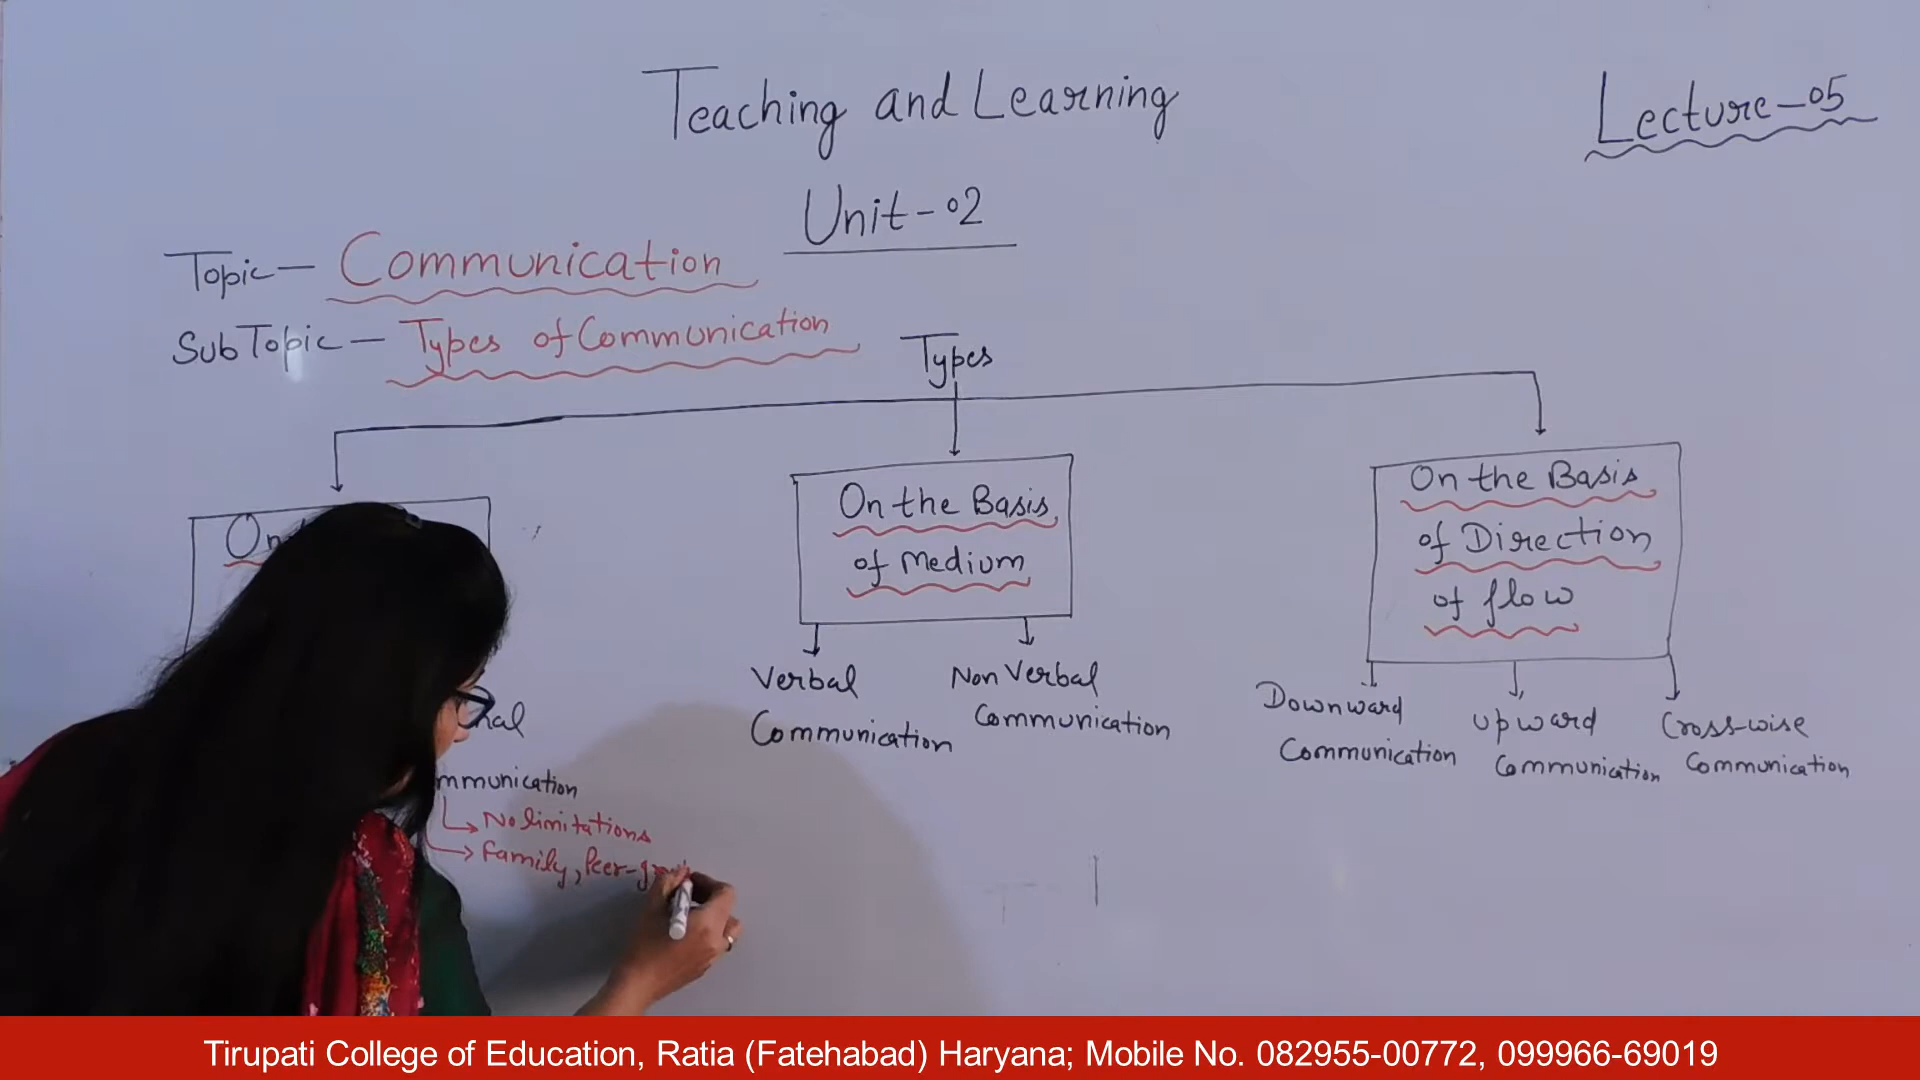 Teaching and Learning
Lecture-05
Unit-02
Topic- Communication
SubTopic- Types of Communication
Types
On the Basis
of Medium
Verbal
Communication
Non Verbal
Communication
On the Basis
of Direction
of flow
Downward
Communication
Upward
Communication
Cross-wise
Communication
mmunication
No limitations
Family, Peer-
Tirupati College of Education, Ratia (Fatehabad) Haryana; Mobile No. 082955-00772, 099966-69019